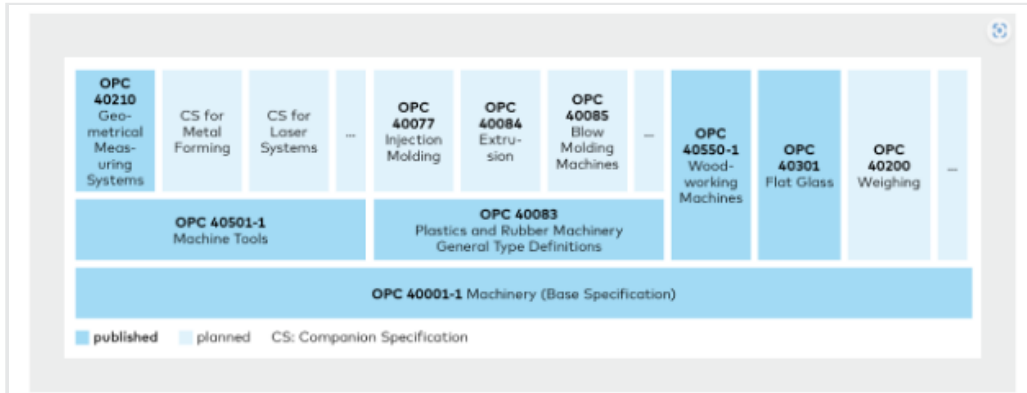 OPC
40210
Geo-
metrical
Meas-
uring
Systems
CS for
Metal
Forming
CS for
Laser
Systems
...
OPC
40077
Injection
Molding
OPC
40084
Extru-
sion
OPC
40085
Blow
Molding
Machines
...
OPC
40550-1
Wood-
working
Machines
OPC
40301
Flat Glass
OPC
40200
Weighing
...
OPC 40501-1
Machine Tools
OPC 40083
Plastics and Rubber Machinery
General Type Definitions
OPC 40001-1 Machinery (Base Specification)
published planned CS: Companion Specification